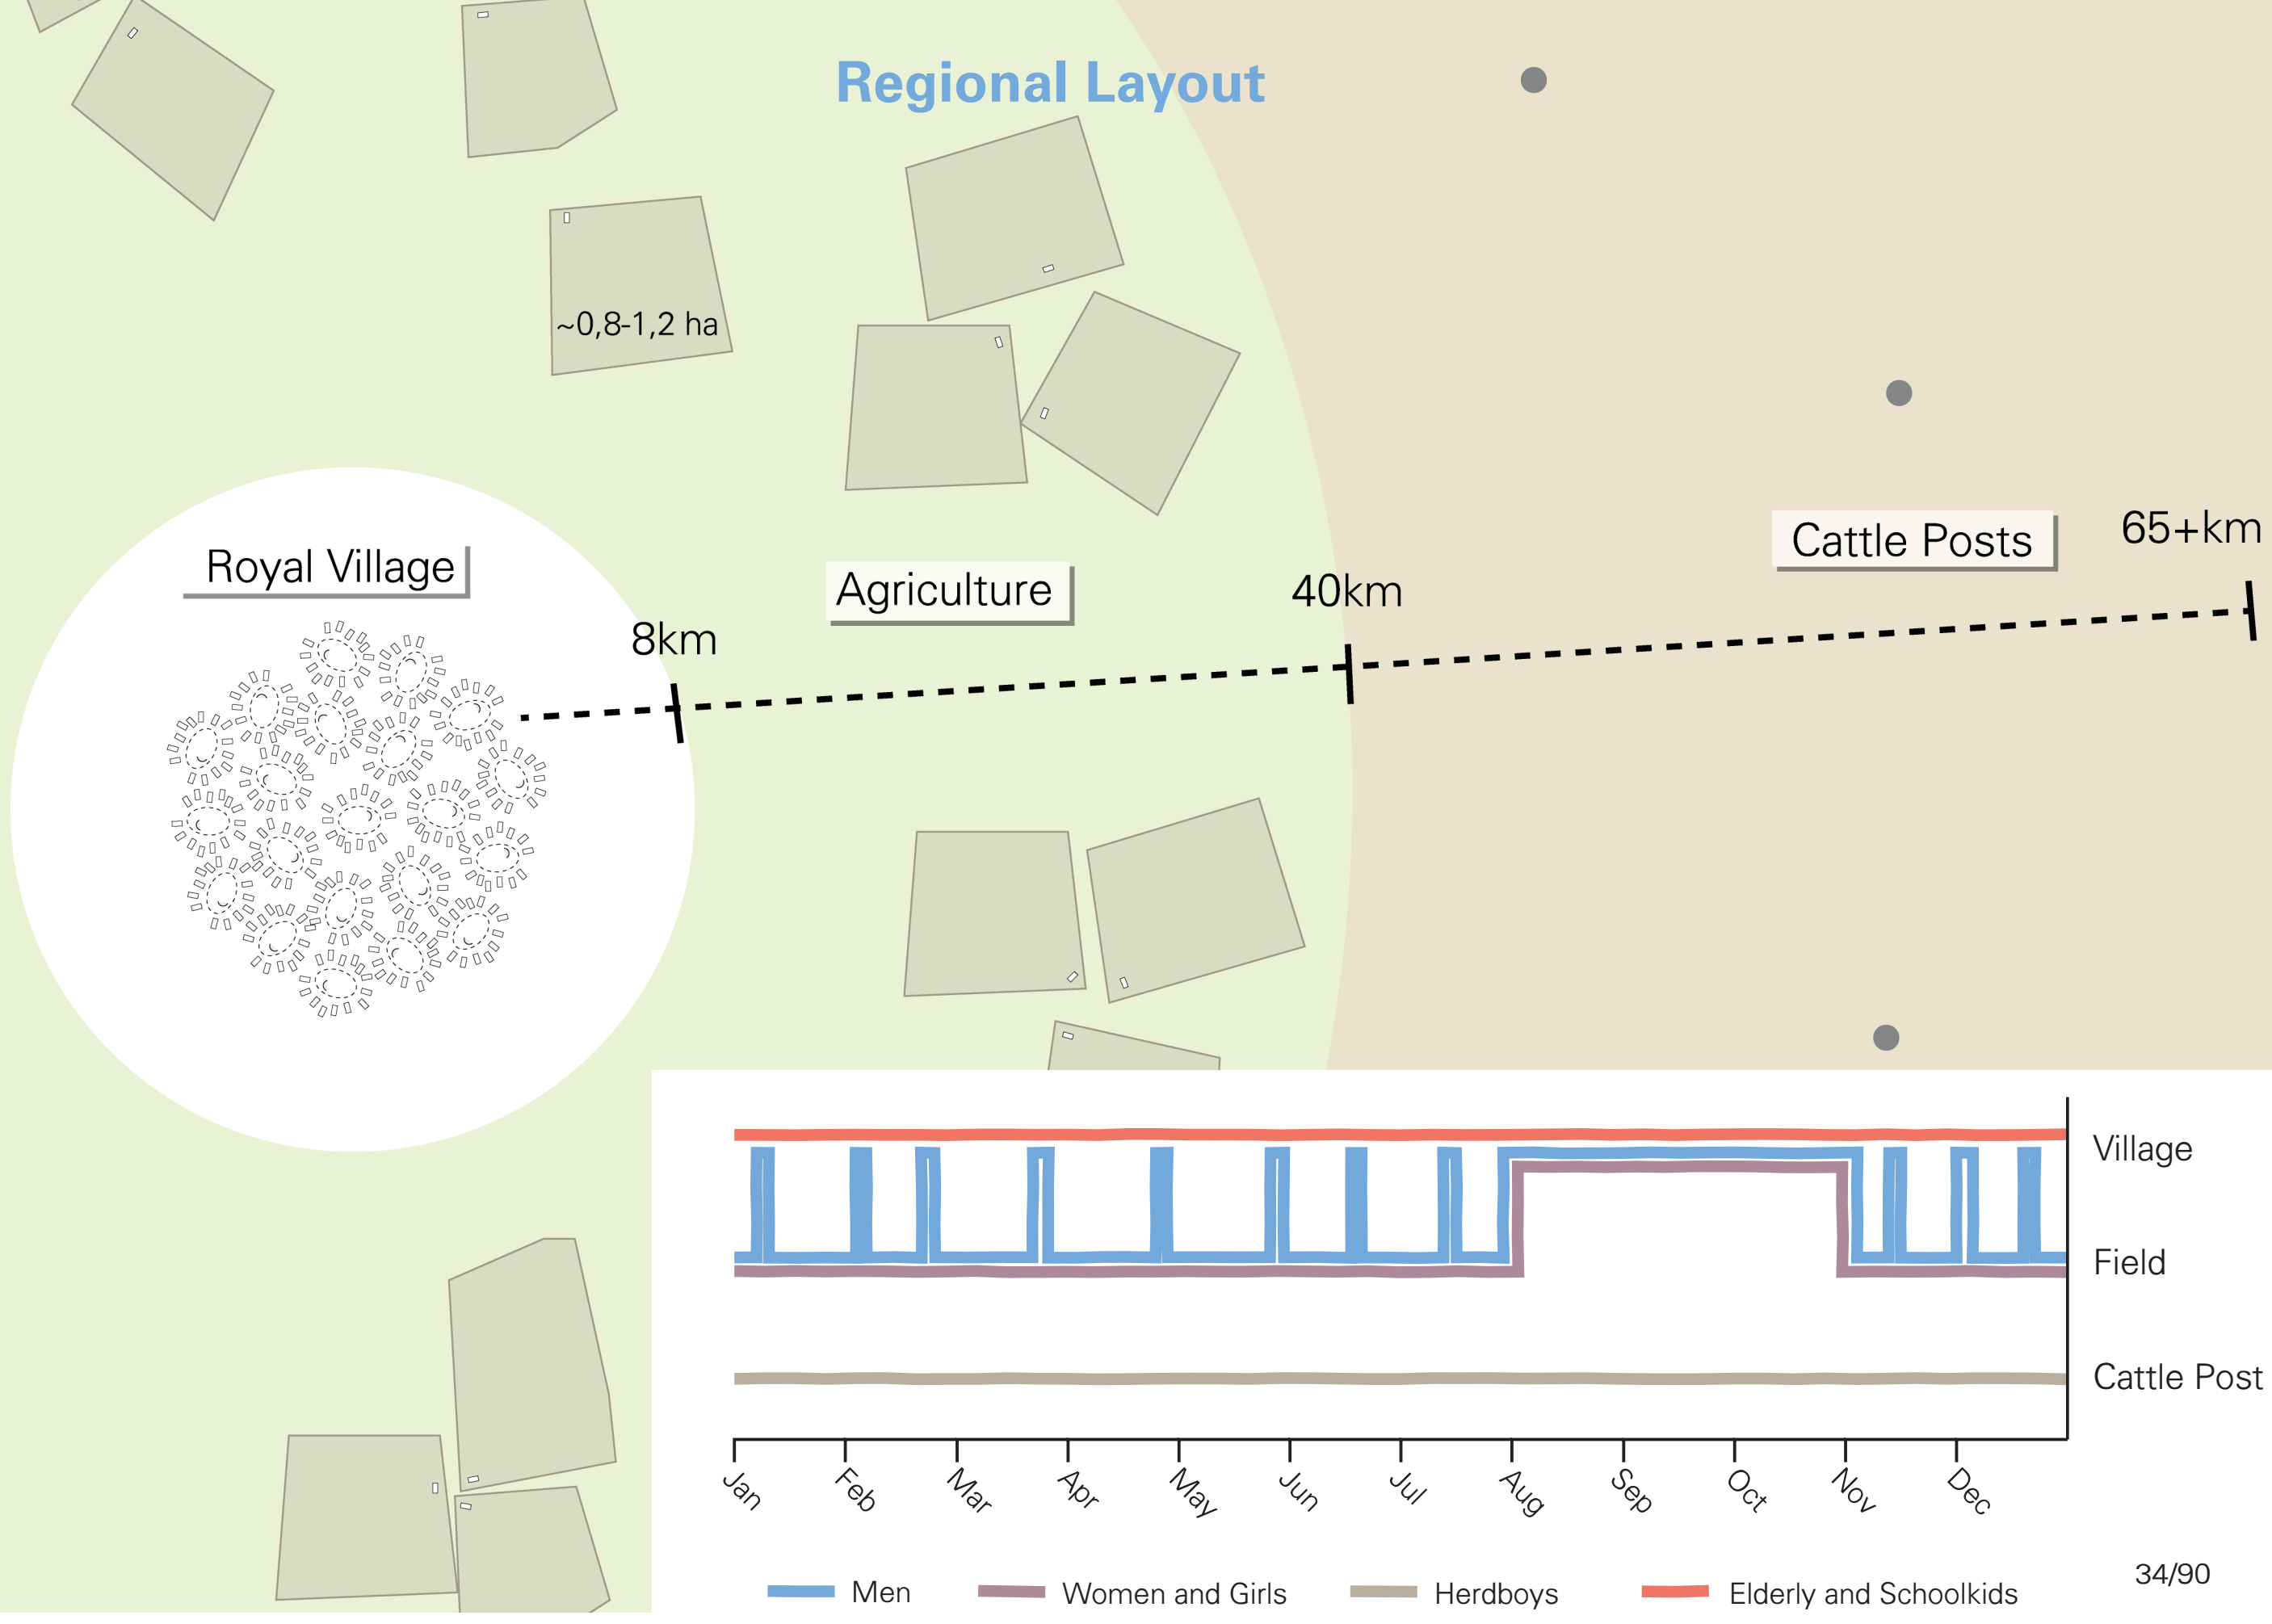 Regional Layout
~0,8-1,2 ha
Royal Village
8km
Agriculture
40km
Cattle Posts
65+km
Village
Field
Cattle Post
Jan
Feb
Mar
Apr
May
Jun
Jul
Aug
Sep
Oct
Nov
Dec
Men
Women and Girls
Herdboys
Elderly and Schoolkids
34/90